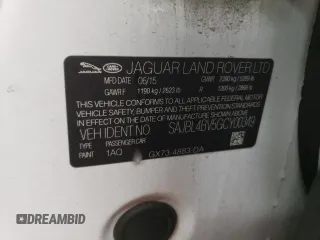 JAGUAR LAND ROVER LTD
MFD DATE 06/15 GVWR
GAWR F 1190 kg / 2623 lb R
THIS VEHICLE CONFORMS TO ALL APPLICABLE U.S. FEDERAL MOTOR
VEHICLE SAFETY, BUMPER, AND THEFT PREVENTION STANDARDS IN
EFFECT ON THE DATE OF MANUFACTURE SHOWN ABOVE.
VEH IDENT NO
TYPE PASSENGER CAR
PAINT 1AQ GX73-4883-DA
DREAMBID